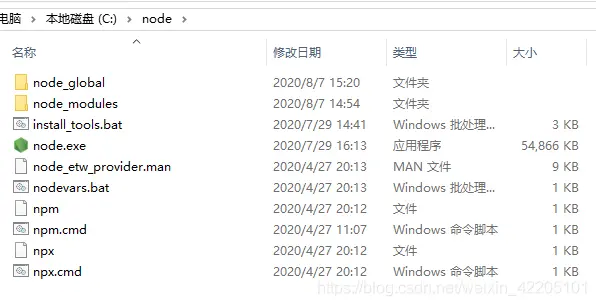 电脑 > 本地磁盘 (C:) > node >
名称 修改日期 类型 大小
node_global 2020/8/7 15:20 文件夹
node_modules 2020/8/7 14:54 文件夹
install_tools.bat 2020/7/29 14:41 Windows 批处理... 3 KB
node.exe 2020/7/29 16:13 应用程序 54,866 KB
node_etw_provider.man 2020/4/27 20:13 MAN 文件 9 KB
nodevars.bat 2020/4/27 20:13 Windows 批处理... 1 KB
npm 2020/4/27 20:12 文件 1 KB
npm.cmd 2020/4/27 11:07 Windows 命令脚本 1 KB
npx 2020/4/27 20:12 文件 1 KB
npx.cmd 2020/4/27 20:12 Windows 命令脚本 1 KB
https://blog.csdn.net/weixin_42205101